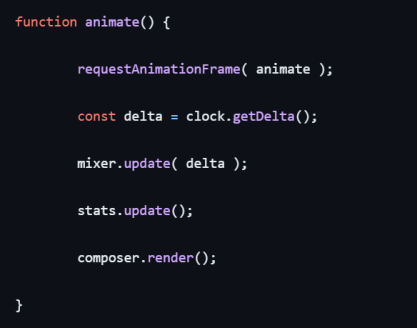 function animate() {
requestAnimationFrame( animate );
const delta = clock.getDelta();
mixer.update( delta );
stats.update();
composer.render();
}